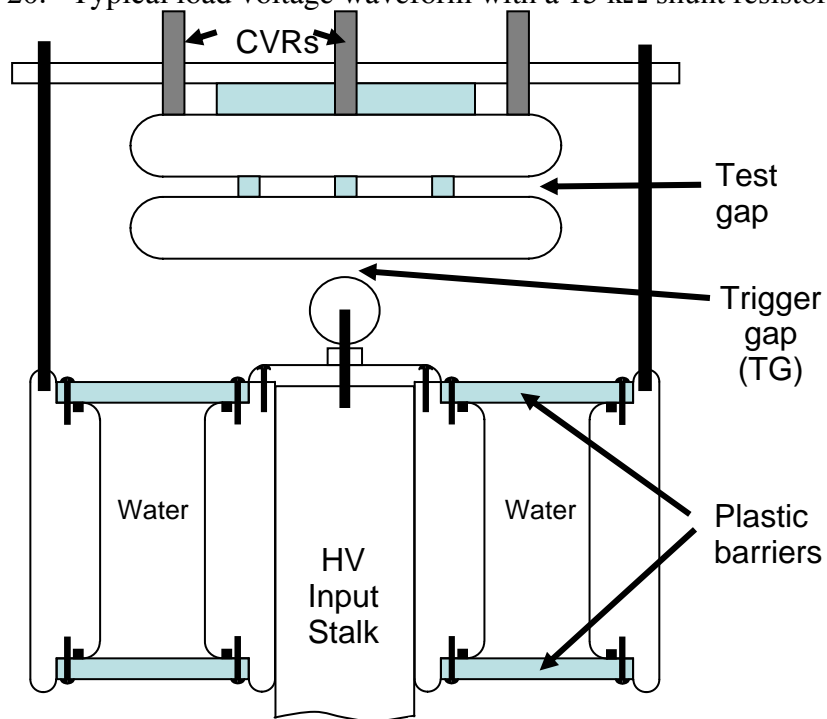 20. Typical load voltage waveform with a 15 kΩ shunt resistor
CVRs
Test
gap
Trigger
gap
(TG)
Water
Water
HV
Input
Stalk
Plastic
barriers